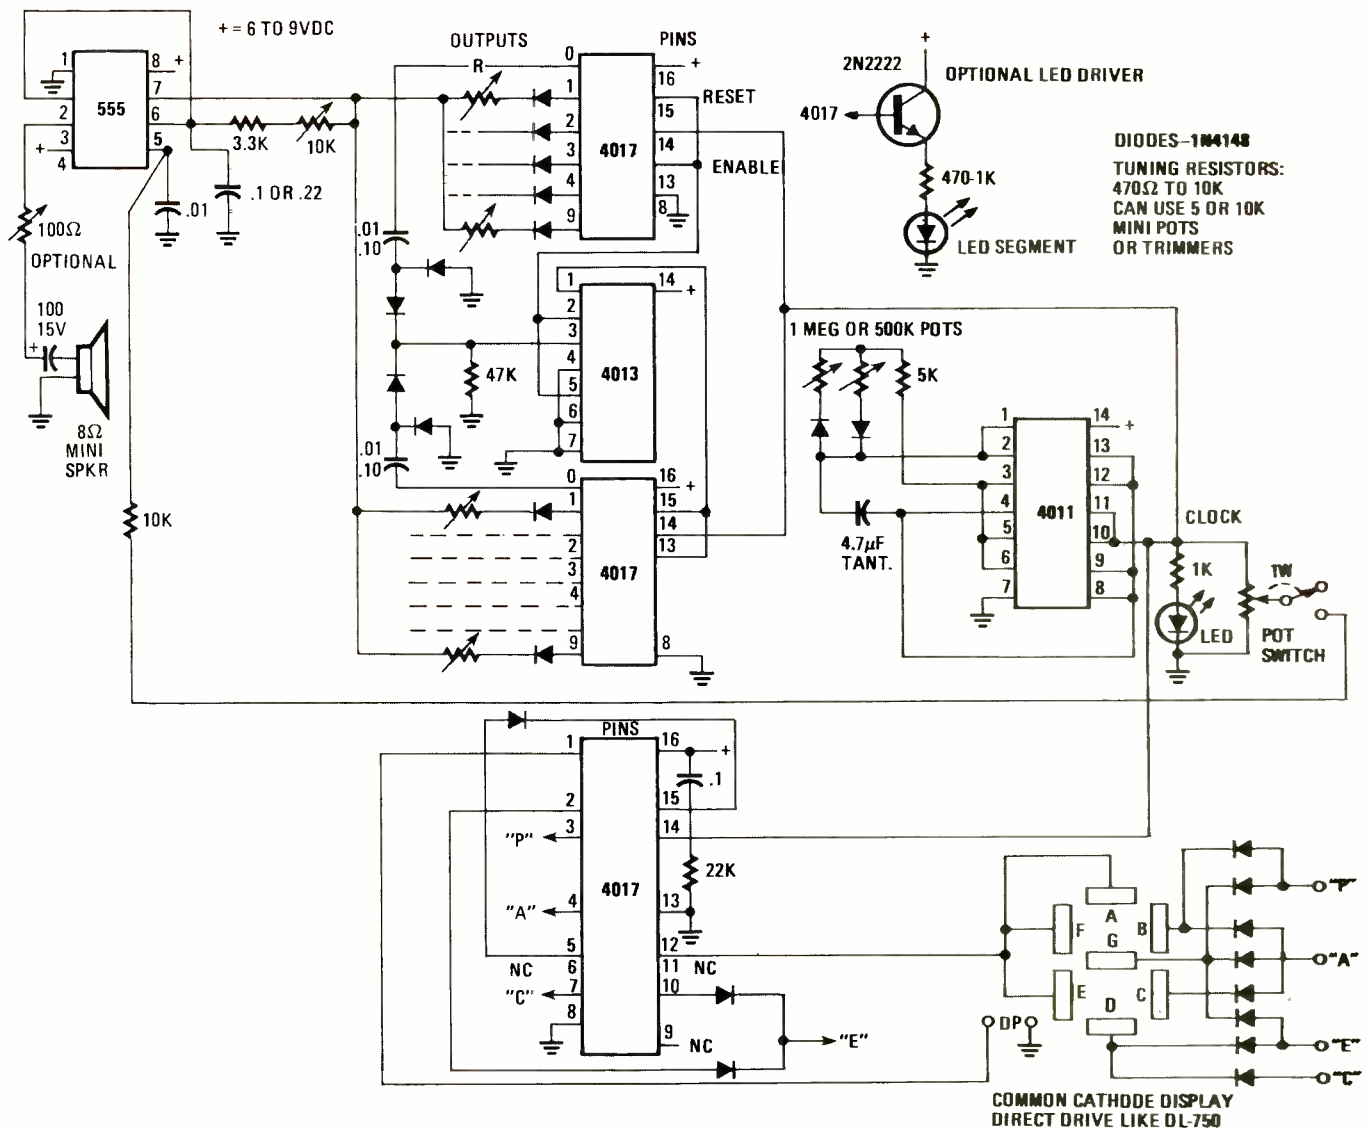 + = 6 TO 9VDC
OUTPUTS
PINS
R
555
1
2
3
4
8
7
6
5
+
+
3.3K
10K
.1 OR .22
.01
100Ω
OPTIONAL
100
15V
+
8Ω
MINI
SPKR
10K
0
1
2
3
4
9
4017
16
15
14
13
8
+
RESET
ENABLE
.01
.10
47K
.01
.10
1
2
3
4
5
6
7
4013
14
+
0
1
2
3
4
9
4017
16
15
14
13
8
+
+
2N2222
4017
OPTIONAL LED DRIVER
470-1K
LED SEGMENT
DIODES-1N4148
TUNING RESISTORS:
470Ω TO 10K
CAN USE 5 OR 10K
MINI POTS
OR TRIMMERS
1 MEG OR 500K POTS
5K
4.7µF
TANT.
1
2
3
4
5
6
7
4011
14
13
12
11
10
9
8
+
CLOCK
1K
LED
1W
POT
SWITCH
PINS
1
2
3
4
5
6
7
8
"P"
"A"
NC
"C"
4017
16
15
14
13
12
11
10
9
+
.1
22K
NC
NC
"E"
A
F
B
G
E
C
D
DP
"P"
"A"
"E"
"C"
COMMON CATHODE DISPLAY
DIRECT DRIVE LIKE DL-750